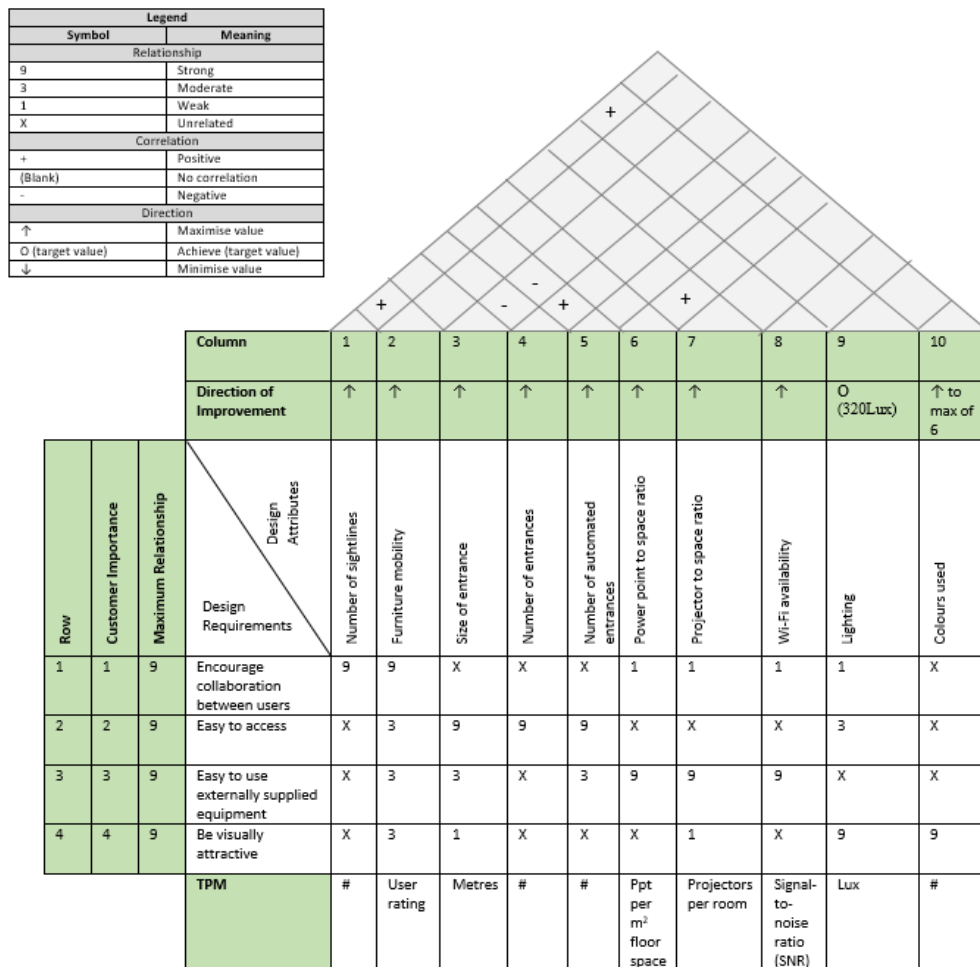 Legend
Symbol Meaning
Relationship
9 Strong
3 Moderate
1 Weak
X Unrelated
Correlation
+ Positive
(Blank) No correlation
- Negative
Direction
↑ Maximise value
O (target value) Achieve (target value)
↓ Minimise value
+
-
+ - + +
Column 1 2 3 4 5 6 7 8 9 10
Direction of
Improvement
↑ ↑ ↑ ↑ ↑ ↑ ↑ ↑
O
(320Lux)
↑ to
max of
6
Row
Customer Importance
Maximum Relationship
Design
Attributes
Design
Requirements
Number of sightlines
Furniture mobility
Size of entrance
Number of entrances
Number of automated
entrances
Power point to space ratio
Projector to space ratio
Wi-Fi availability
Lighting
Colours used
1 1 9
Encourage
collaboration
between users
9 9 X X X 1 1 1 1 X
2 2 9 Easy to access X 3 9 9 9 X X X 3 X
3 3 9
Easy to use
externally supplied
equipment
X 3 3 X 3 9 9 9 X X
4 4 9
Be visually
attractive
X 3 1 X X X 1 X 9 9
TPM
#
User
rating
Metres
#
#
Ppt
per
m²
floor
space
Projectors
per room
Signal-
to-
noise
ratio
(SNR)
Lux
#